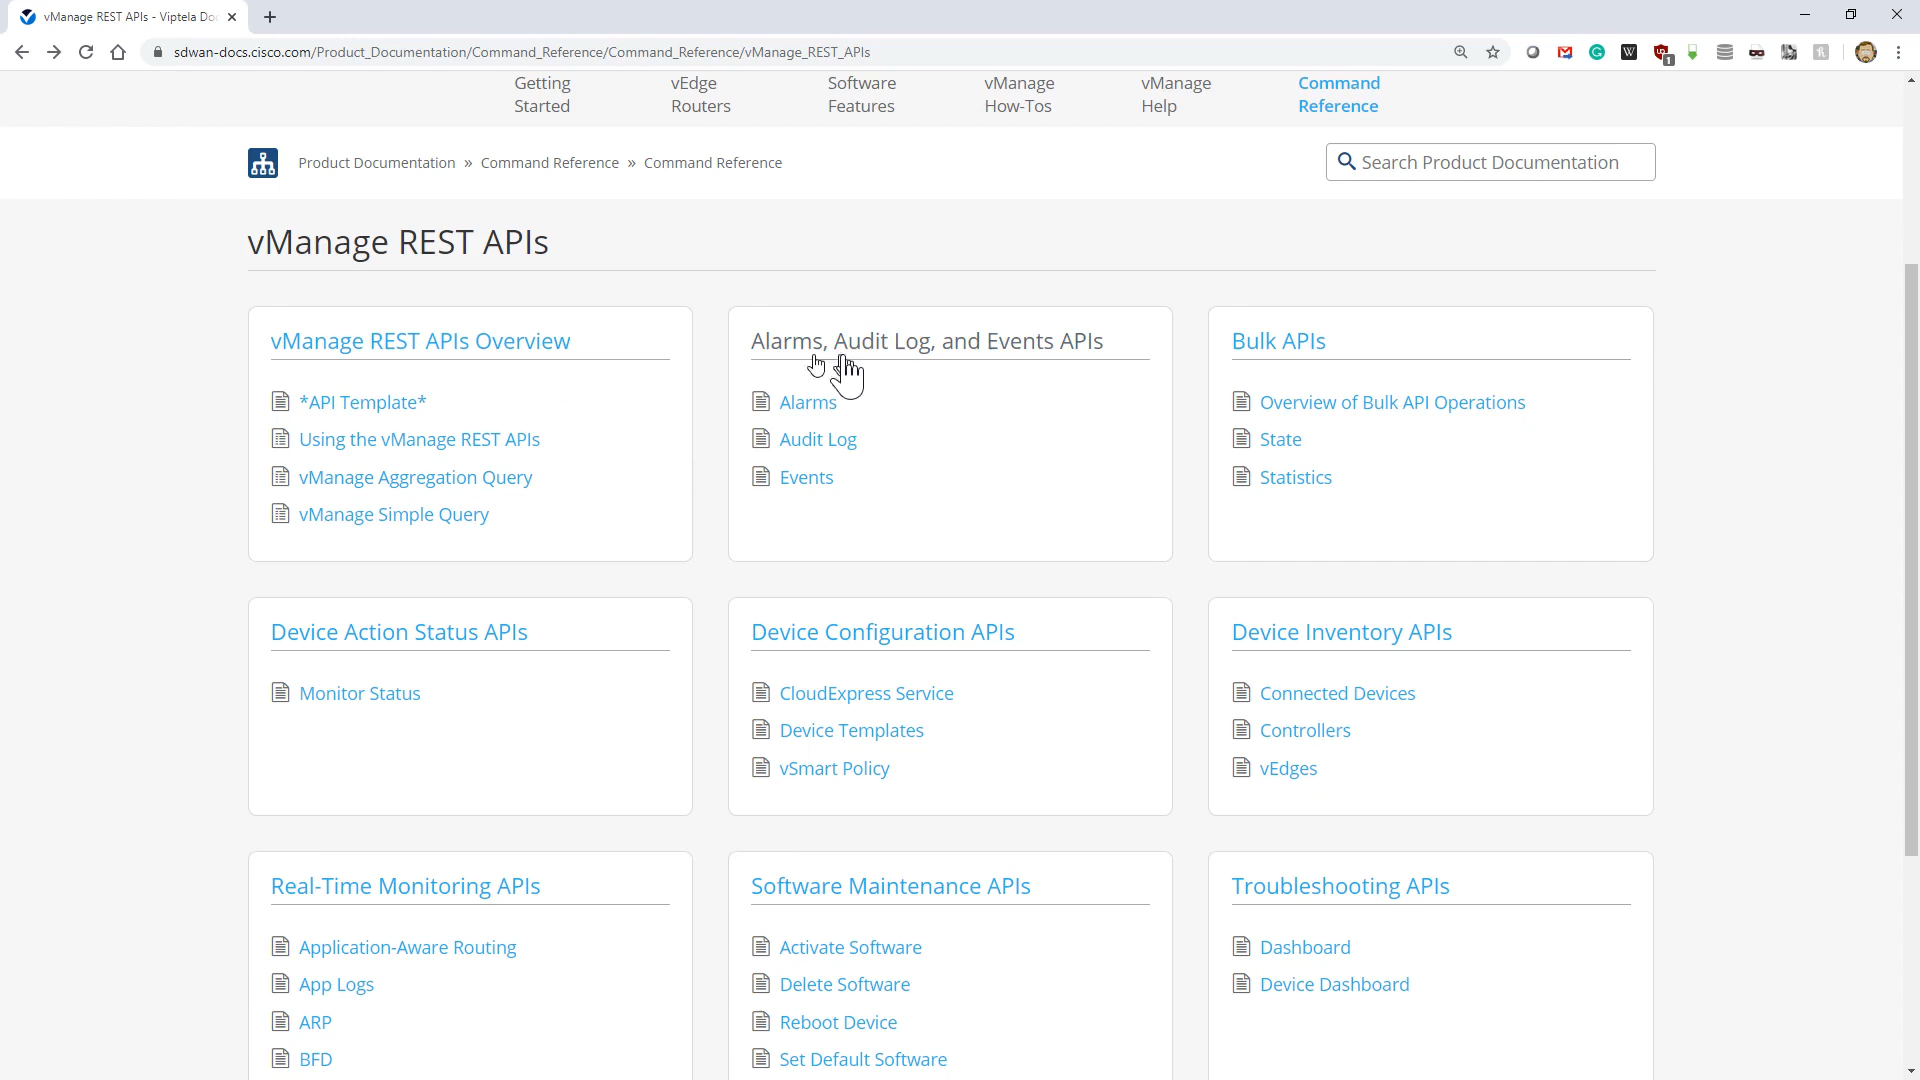 vManage REST APIs - Viptela Do
sdwan-docs.cisco.com/Product_Documentation/Command_Reference/Command_Reference/vManage_REST_APIs
1
Getting
Started
vEdge
Routers
Software
Features
vManage
How-Tos
vManage
Help
Command
Reference
Product Documentation » Command Reference » Command Reference
Search Product Documentation
vManage REST APIs
vManage REST APIs Overview
*API Template*
Using the vManage REST APIs
vManage Aggregation Query
vManage Simple Query
Alarms, Audit Log, and Events APIs
Alarms
Audit Log
Events
Bulk APIs
Overview of Bulk API Operations
State
Statistics
Device Action Status APIs
Monitor Status
Device Configuration APIs
CloudExpress Service
Device Templates
vSmart Policy
Device Inventory APIs
Connected Devices
Controllers
vEdges
Real-Time Monitoring APIs
Application-Aware Routing
App Logs
ARP
BFD
Software Maintenance APIs
Activate Software
Delete Software
Reboot Device
Set Default Software
Troubleshooting APIs
Dashboard
Device Dashboard